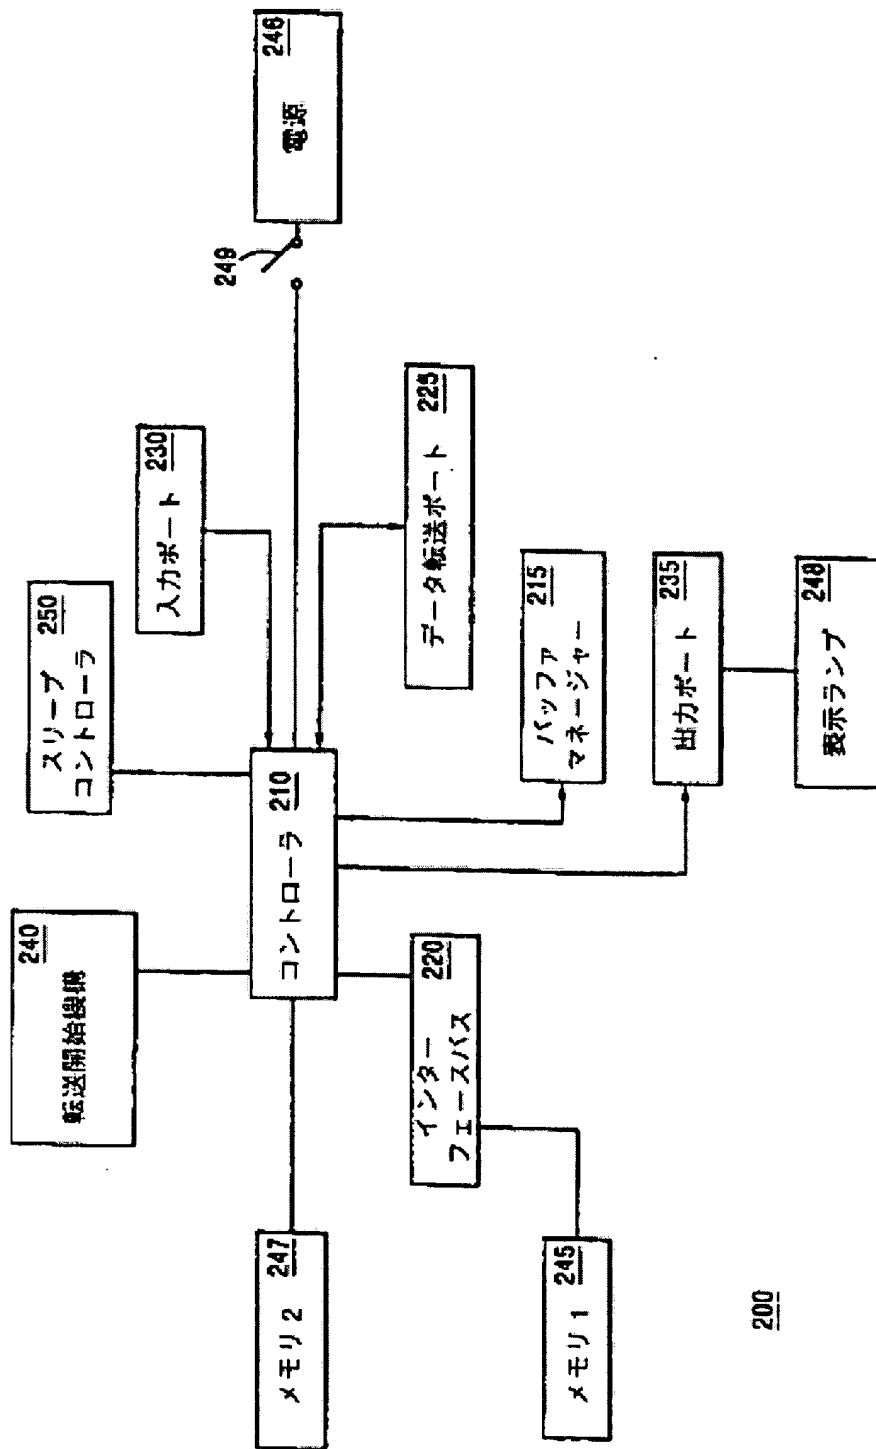 転送開始機構
240
スリープ
コントローラ
250
入力ポート
230
249
電源
246
メモリ 2
247
コントローラ
210
データ転送ポート
225
インター
フェースバス
220
バッファ
マネージャー
215
メモリ 1
245
出力ポート
235
表示ランプ
248
200